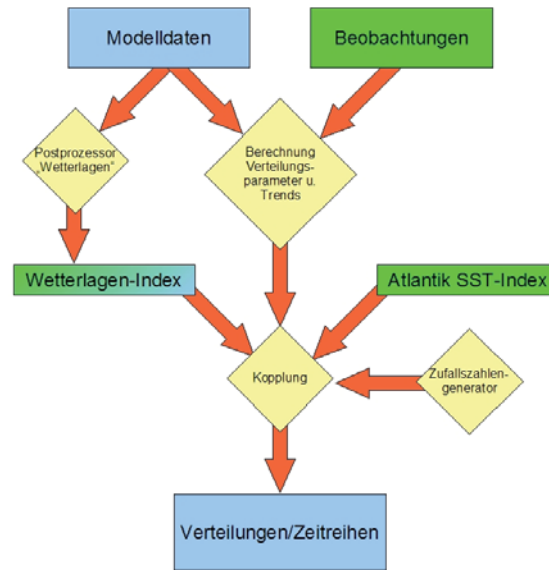 Modelldaten
Beobachtungen
Postprozessor
„Wetterlagen“
Berechnung
Verteilungs-
parameter u.
Trends
Wetterlagen-Index
Atlantik SST-Index
Kopplung
Zufallszahlen-
generator
Verteilungen/Zeitreihen